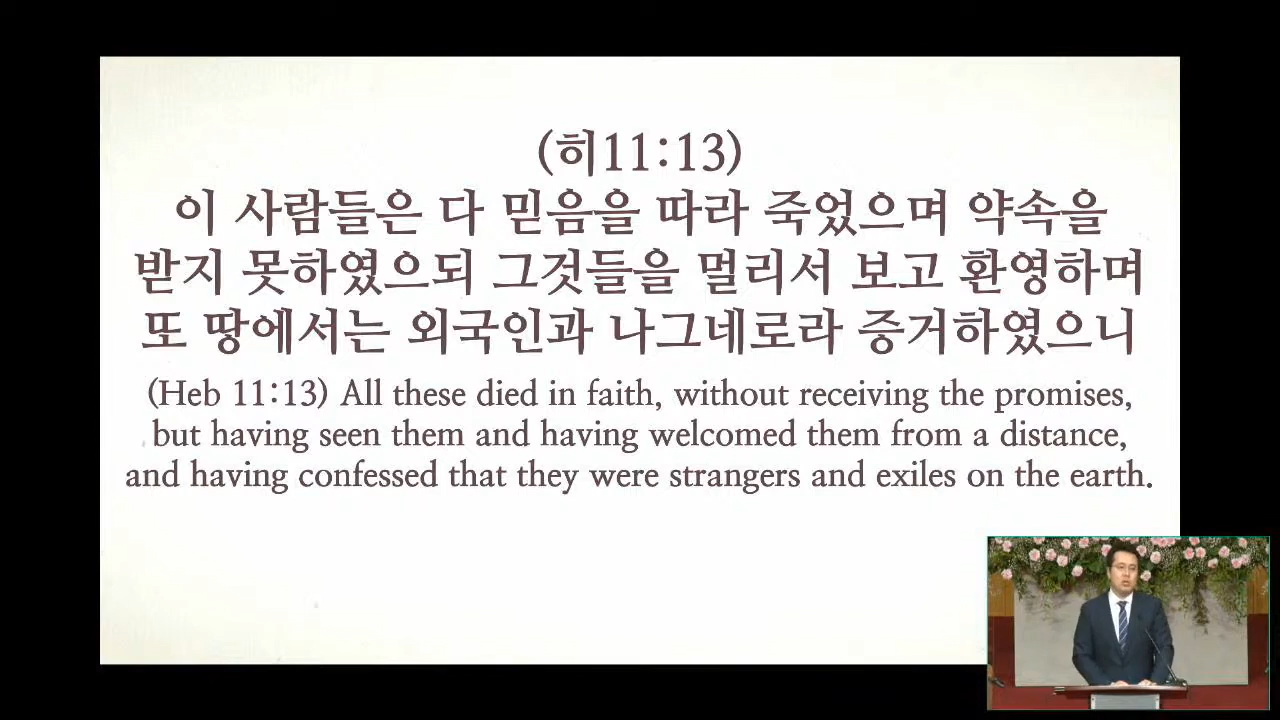 (히11:13)
이 사람들은 다 믿음을 따라 죽었으며 약속을
받지 못하였으되 그것들을 멀리서 보고 환영하며
또 땅에서는 외국인과 나그네로라 증거하였으니
(Heb 11:13) All these died in faith, without receiving the promises,
but having seen them and having welcomed them from a distance,
and having confessed that they were strangers and exiles on the earth.